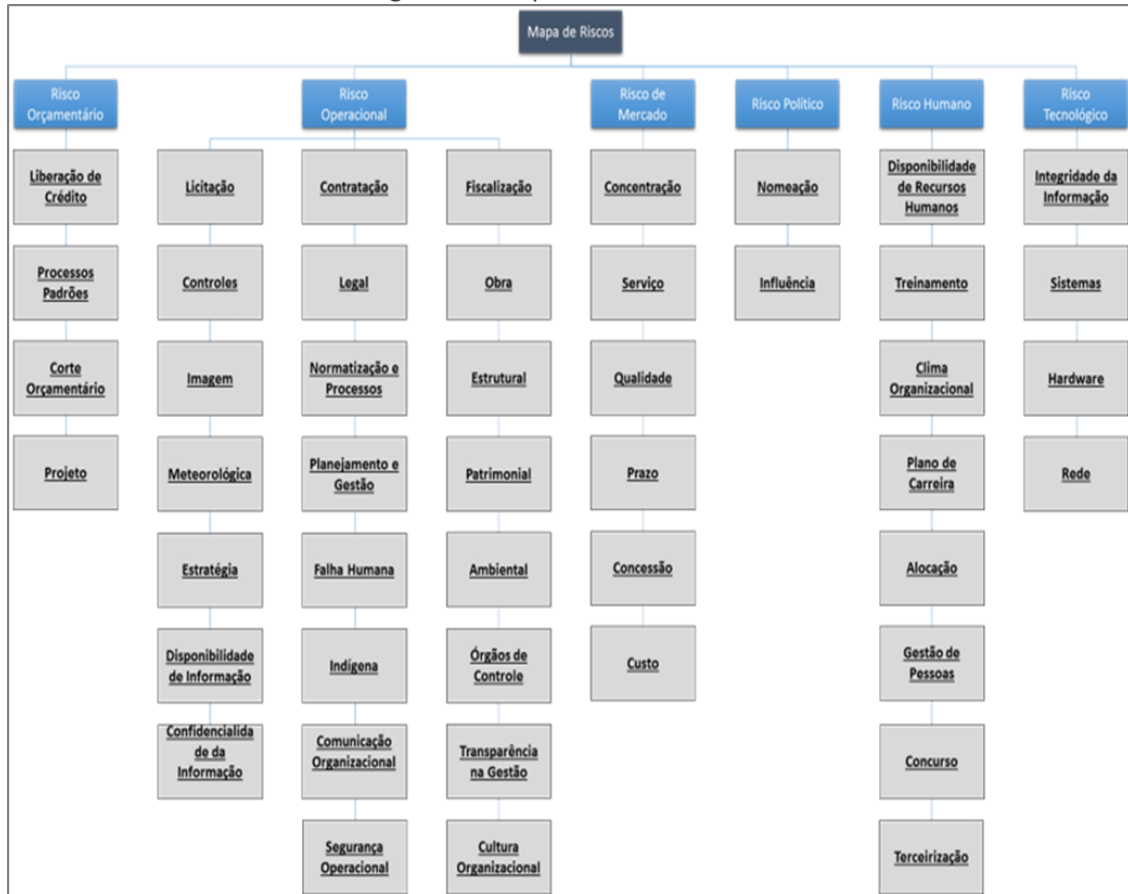 Mapa de Riscos
Risco
Orçamentário
Risco
Operacional
Risco de
Mercado
Risco Político
Risco Humano
Risco
Tecnológico
Liberação de
Crédito
Processos
Padrões
Corte
Orçamentário
Projeto
Licitação
Controles
Imagem
Meteorológica
Estratégia
Disponibilidade
de Informação
Confidencialida
de da
Informação
Contratação
Legal
Normatização e
Processos
Planejamento e
Gestão
Falha Humana
Indígena
Comunicação
Organizacional
Segurança
Operacional
Fiscalização
Obra
Estrutural
Patrimonial
Ambiental
Órgãos de
Controle
Transparência
na Gestão
Cultura
Organizacional
Concentração
Serviço
Qualidade
Prazo
Concessão
Custo
Nomeação
Influência
Disponibilidade
de Recursos
Humanos
Treinamento
Clima
Organizacional
Plano de
Carreira
Alocação
Gestão de
Pessoas
Concurso
Terceirização
Integridade da
Informação
Sistemas
Hardware
Rede